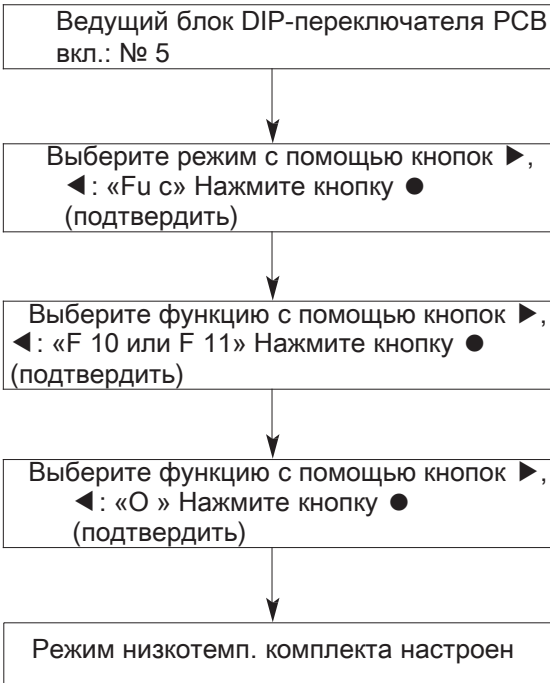 Ведущий блок DIP-переключателя PCB
вкл.: № 5
Выберите режим с помощью кнопок ▶,
◀: «Fu c» Нажмите кнопку ●
(подтвердить)
Выберите функцию с помощью кнопок ▶,
◀: «F 10 или F 11» Нажмите кнопку ●
(подтвердить)
Выберите функцию с помощью кнопок ▶,
◀: «O » Нажмите кнопку ●
(подтвердить)
Режим низкотемп. комплекта настроен